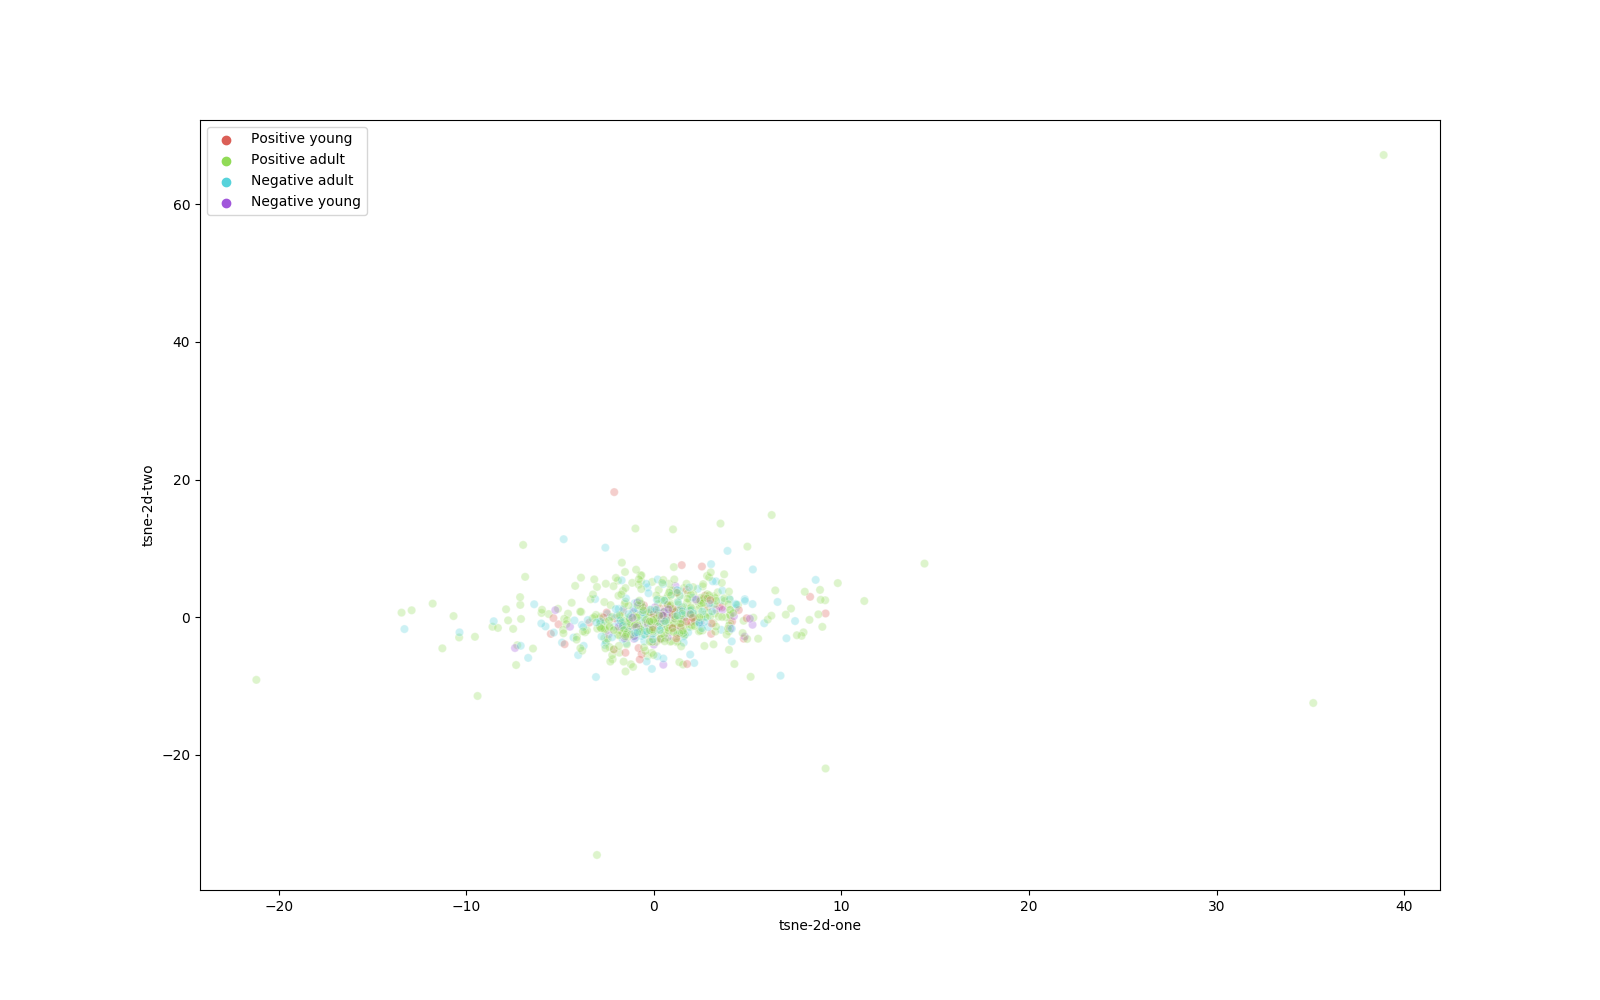 Positive young
Positive adult
Negative adult
Negative young
60
40
20
0
−20
tsne-2d-two
−20
−10
0
10
20
30
40
tsne-2d-one